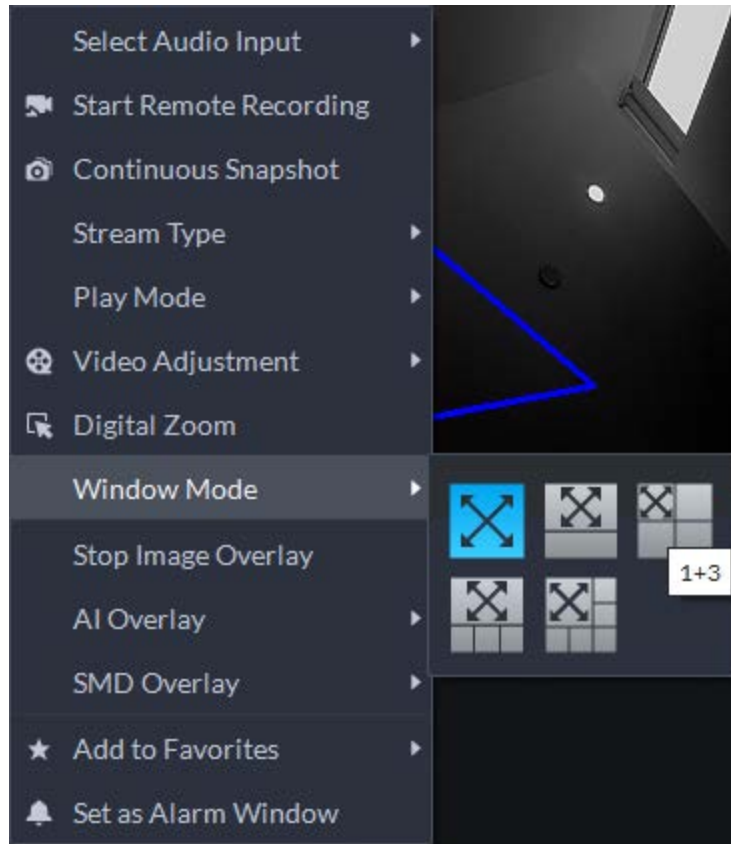 Select Audio Input
Start Remote Recording
Continuous Snapshot
Stream Type
Play Mode
Video Adjustment
Digital Zoom
Window Mode
1+3
Stop Image Overlay
AI Overlay
SMD Overlay
Add to Favorites
Set as Alarm Window